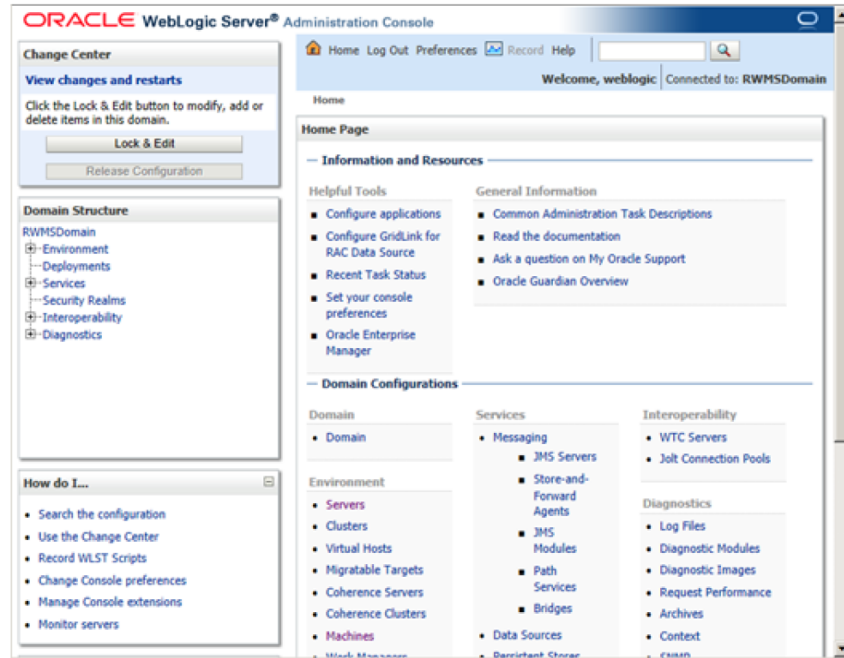 ORACLE WebLogic Server® Administration Console
Change Center
View changes and restarts
Click the Lock & Edit button to modify, add or
delete items in this domain.
Lock & Edit
Release Configuration
Domain Structure
RWMSDomain
Environment
Deployments
Services
Security Realms
Interoperability
Diagnostics
How do I...
Search the configuration
Use the Change Center
Record WLST Scripts
Change Console preferences
Manage Console extensions
Monitor servers
Home Log Out Preferences Record Help
Welcome, weblogic Connected to: RWMSDomain
Home
Home Page
Information and Resources
Helpful Tools
Configure applications
Configure GridLink for
RAC Data Source
Recent Task Status
Set your console
preferences
Oracle Enterprise
Manager
General Information
Common Administration Task Descriptions
Read the documentation
Ask a question on My Oracle Support
Oracle Guardian Overview
Domain Configurations
Domain
Domain
Environment
Servers
Clusters
Virtual Hosts
Migratable Targets
Coherence Servers
Coherence Clusters
Machines
Work Managers
Services
Messaging
JMS Servers
Store-and-
Forward
Agents
JMS
Modules
Path
Services
Bridges
Data Sources
Persistent Stores
Interoperability
WTC Servers
Jolt Connection Pools
Diagnostics
Log Files
Diagnostic Modules
Diagnostic Images
Request Performance
Archives
Context
SNMP